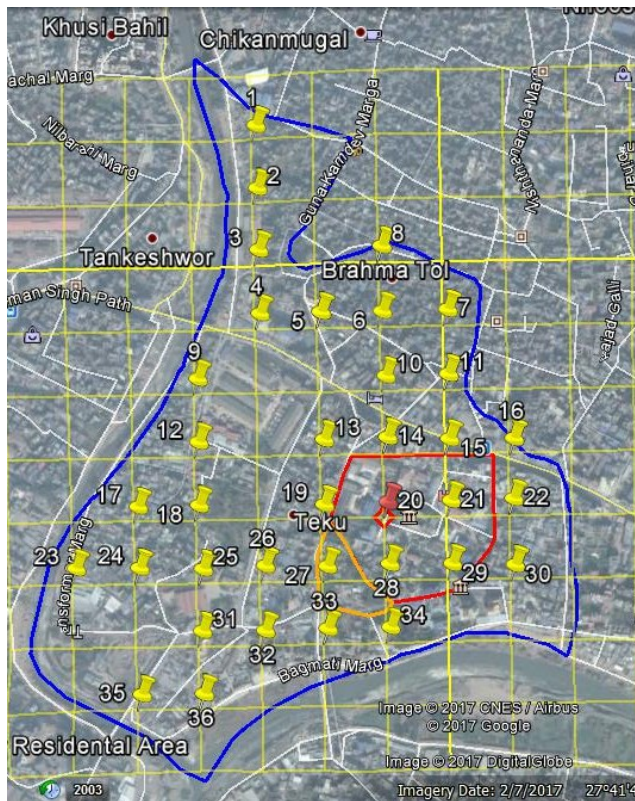 Khusi Bahil
Chikanmugal
achal Marg
Nilbarahi Marg
Guna Kamdev Marga
1
2
3
8
Tankeshwor
Brahma Tol
man Singh Path
4
5
6
7
9
10
11
12
13
14
15
16
17
18
19
20
21
22
Teku
23
24
25
26
27
28
29
30
nsform Marg
31
32
33
34
Bagmati Marg
35
36
Image © 2017 CNES / Airbus
© 2017 Google
Residental Area
Image © 2017 DigitalGlobe
2003
Imagery Date: 2/7/2017
27°41'4